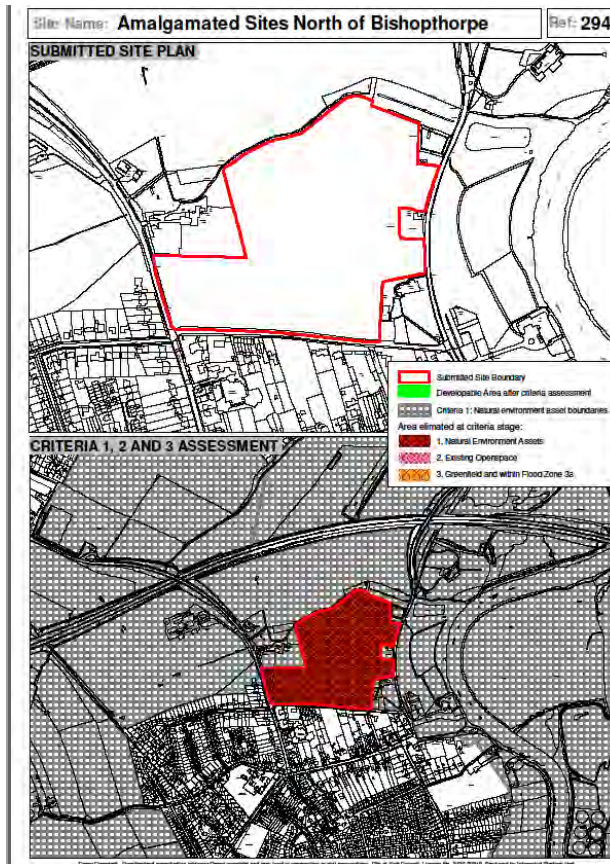 Site Name: Amalgamated Sites North of Bishopthorpe Ref: 294
SUBMITTED SITE PLAN
Submitted Site Boundary
Developable Area after criteria assessment
Criteria 1: Natural environment asset boundaries
Area elimated at criteria stage:
1, Natural Environment Assets
2, Existing Openspace
3, Greenfield and within Flood Zone 3a
CRITERIA 1, 2 AND 3 ASSESSMENT